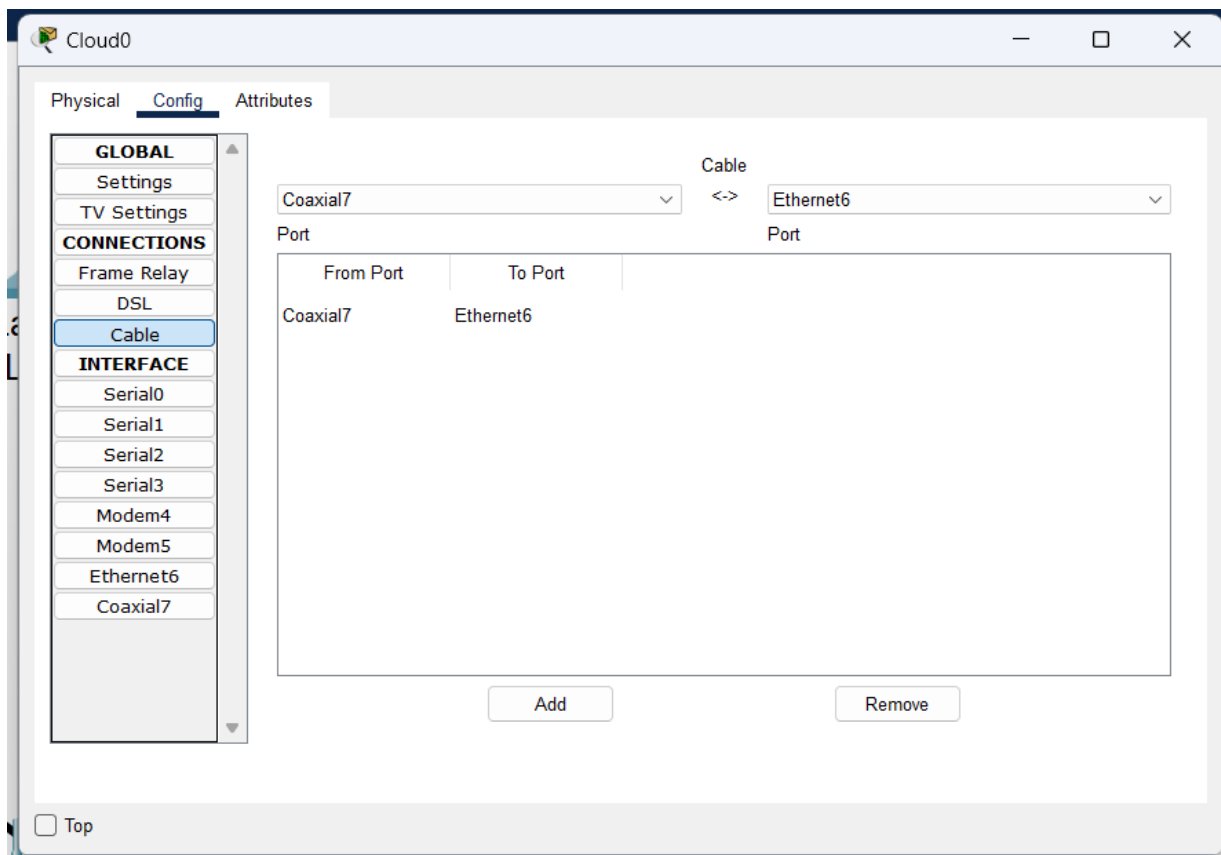 Cloud0
Physical Config Attributes
GLOBAL
Settings
TV Settings
CONNECTIONS
Frame Relay
DSL
Cable
INTERFACE
Serial0
Serial1
Serial2
Serial3
Modem4
Modem5
Ethernet6
Coaxial7
Cable
Coaxial7 <-> Ethernet6
Port Port
From Port To Port
Coaxial7 Ethernet6
Add Remove
Top